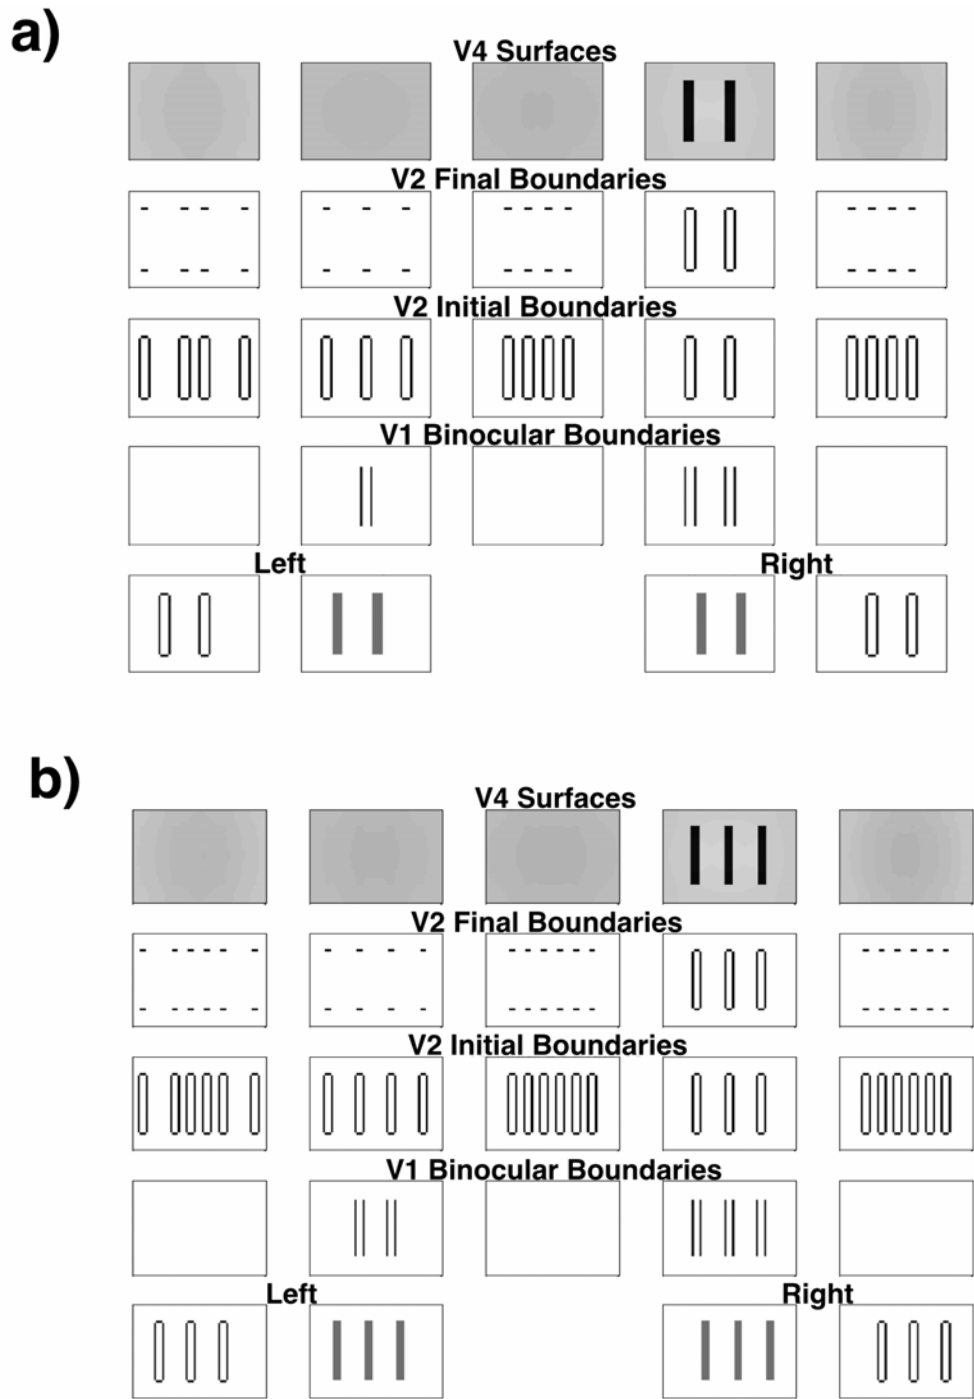 a)
V4 Surfaces
V2 Final Boundaries
V2 Initial Boundaries
V1 Binocular Boundaries
Left
Right
b)
V4 Surfaces
V2 Final Boundaries
V2 Initial Boundaries
V1 Binocular Boundaries
Left
Right